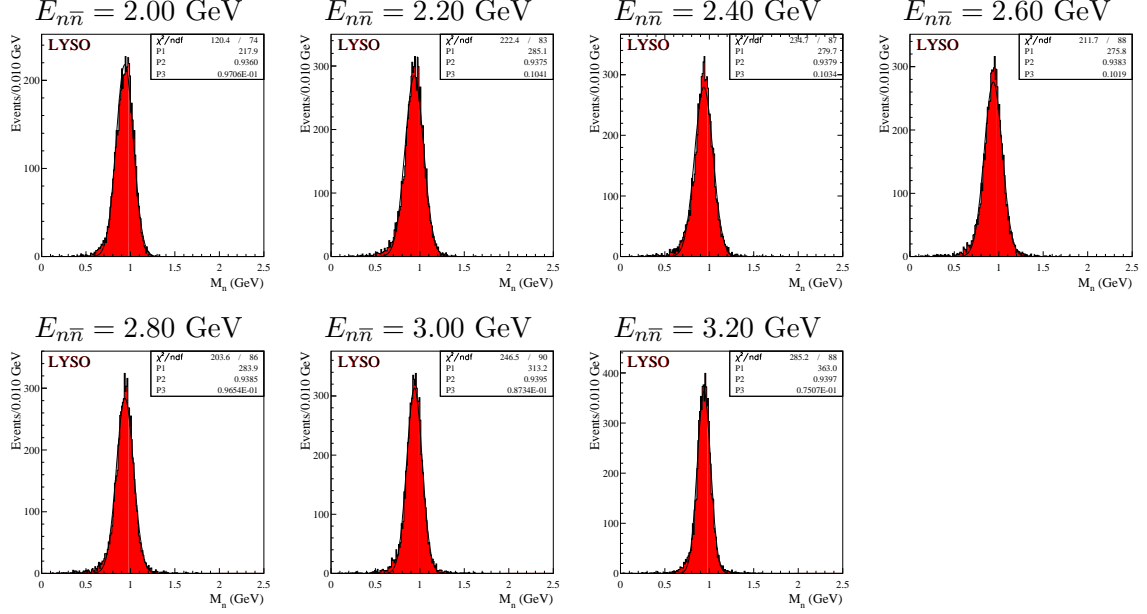 E_{n\overline{n}} = 2.00 GeV
LYSO
χ²/ndf 120.4 / 74
P1 217.9
P2 0.9360
P3 0.9706E-01
Events/0.010 GeV
200
100
0
0 0.5 1 1.5 2 2.5
M_n (GeV)
E_{n\overline{n}} = 2.20 GeV
LYSO
χ²/ndf 222.4 / 83
P1 285.1
P2 0.9375
P3 0.1041
Events/0.010 GeV
300
200
100
0
0 0.5 1 1.5 2 2.5
M_n (GeV)
E_{n\overline{n}} = 2.40 GeV
LYSO
χ²/ndf 234.7 / 87
P1 279.7
P2 0.9379
P3 0.1034
Events/0.010 GeV
300
200
100
0
0 0.5 1 1.5 2 2.5
M_n (GeV)
E_{n\overline{n}} = 2.60 GeV
LYSO
χ²/ndf 211.7 / 88
P1 275.8
P2 0.9383
P3 0.1019
Events/0.010 GeV
300
200
100
0
0 0.5 1 1.5 2 2.5
M_n (GeV)
E_{n\overline{n}} = 2.80 GeV
LYSO
χ²/ndf 203.6 / 86
P1 283.9
P2 0.9385
P3 0.9654E-01
Events/0.010 GeV
300
200
100
0
0 0.5 1 1.5 2 2.5
M_n (GeV)
E_{n\overline{n}} = 3.00 GeV
LYSO
χ²/ndf 246.5 / 90
P1 313.2
P2 0.9395
P3 0.8734E-01
Events/0.010 GeV
300
200
100
0
0 0.5 1 1.5 2 2.5
M_n (GeV)
E_{n\overline{n}} = 3.20 GeV
LYSO
χ²/ndf 285.2 / 88
P1 363.0
P2 0.9397
P3 0.7507E-01
Events/0.010 GeV
400
300
200
100
0
0 0.5 1 1.5 2 2.5
M_n (GeV)